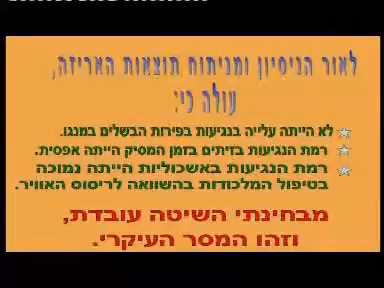 לאור הניסיון ומניתוח תוצאות האריזה,
עולה כי:
לא הייתה עלייה בנגיעות בפירות הבשלים במנגו.
רמת הנגיעות בזיתים בזמן המסיק הייתה אפסית.
רמת הנגיעות באשכוליות הייתה נמוכה
בטיפול המלכודות בהשוואה לריסוס האוויר.
מבחינתי השיטה עובדת,
וזהו המסר העיקרי.